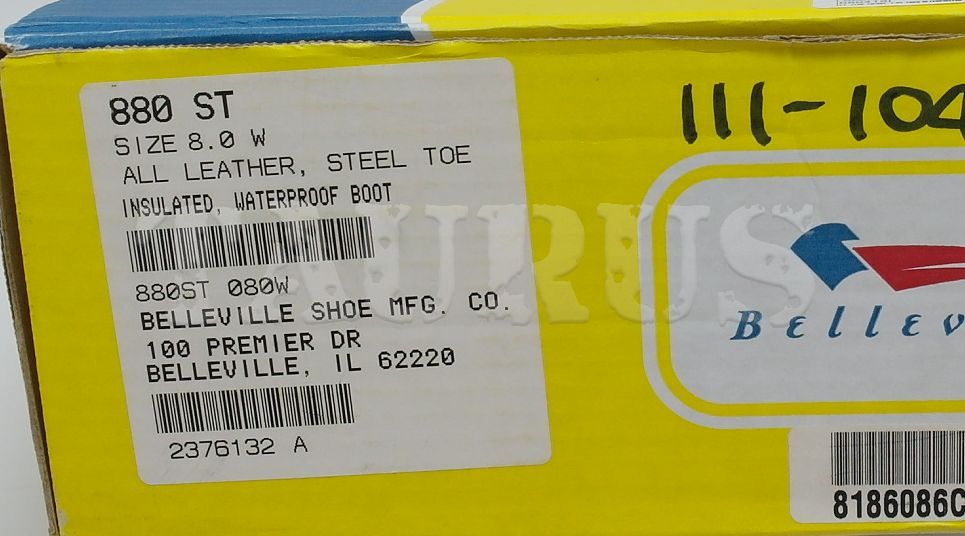 880 ST
SIZE 8.0 W
ALL LEATHER, STEEL TOE
INSULATED, WATERPROOF BOOT
880ST 080W
BELLEVILLE SHOE MFG. CO.
100 PREMIER DR
BELLEVILLE, IL 62220
2376132 A
111-104
TAURUS
Bellev
8186086C